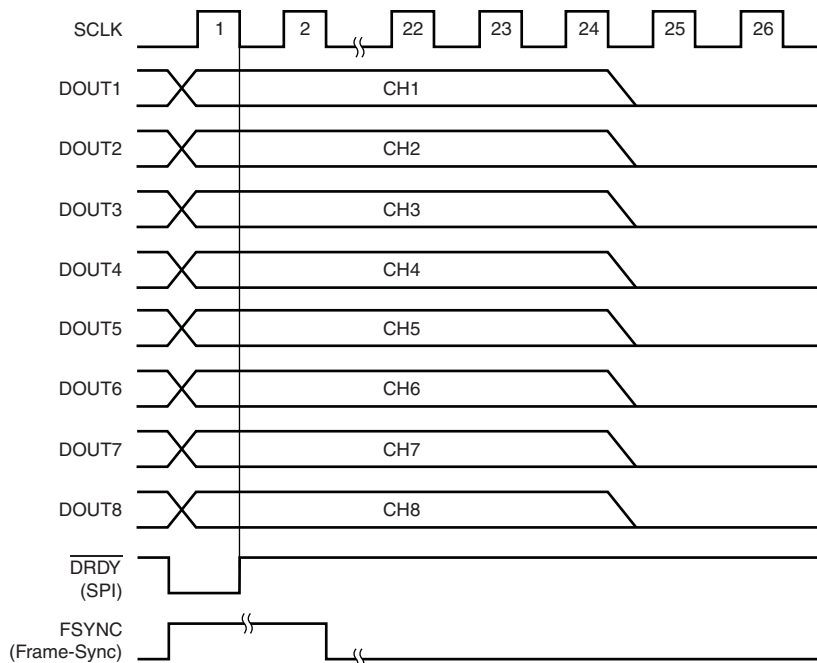 SCLK 1 2 22 23 24 25 26
DOUT1 CH1
DOUT2 CH2
DOUT3 CH3
DOUT4 CH4
DOUT5 CH5
DOUT6 CH6
DOUT7 CH7
DOUT8 CH8
DRDY
(SPI)
FSYNC
(Frame-Sync)